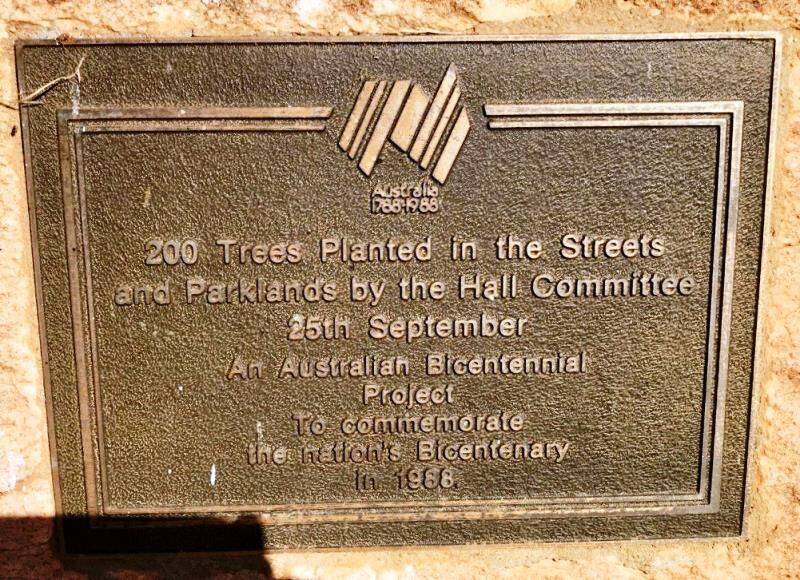 Australia
1788-1988
200 Trees Planted in the Streets
and Parklands by the Hall Committee
25th September
An Australian Bicentennial
Project
To commemorate
the nation's Bicentenary
in 1988.